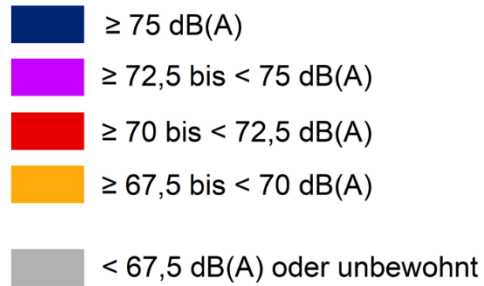 ≥ 75 dB(A)
≥ 72,5 bis < 75 dB(A)
≥ 70 bis < 72,5 dB(A)
≥ 67,5 bis < 70 dB(A)
< 67,5 dB(A) oder unbewohnt